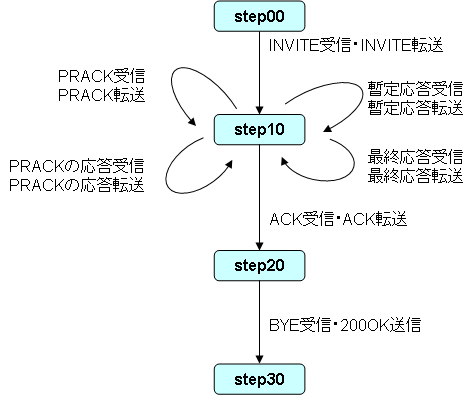 step00
INVITE受信・INVITE転送
PRACK受信
PRACK転送
暫定応答受信
暫定応答転送
step10
PRACKの応答受信
PRACKの応答転送
最終応答受信
最終応答転送
ACK受信・ACK転送
step20
BYE受信・200OK送信
step30